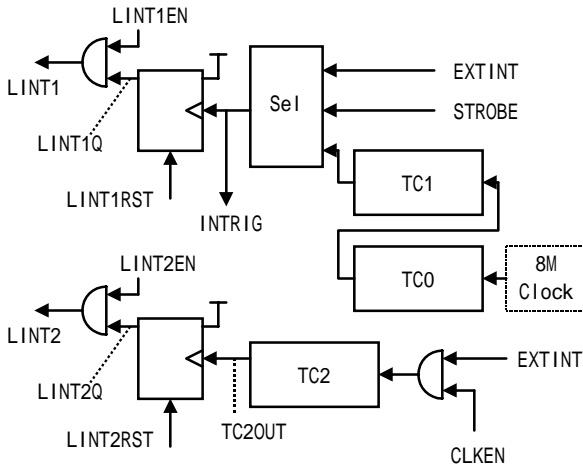 LINT1EN
LINT1
LINT1Q
LINT1RST
INTRIG
Sel
EXTINT
STROBE
TC1
TC0
8M
Clock
LINT2EN
LINT2
LINT2Q
LINT2RST
TC2OUT
TC2
EXTINT
CLKEN